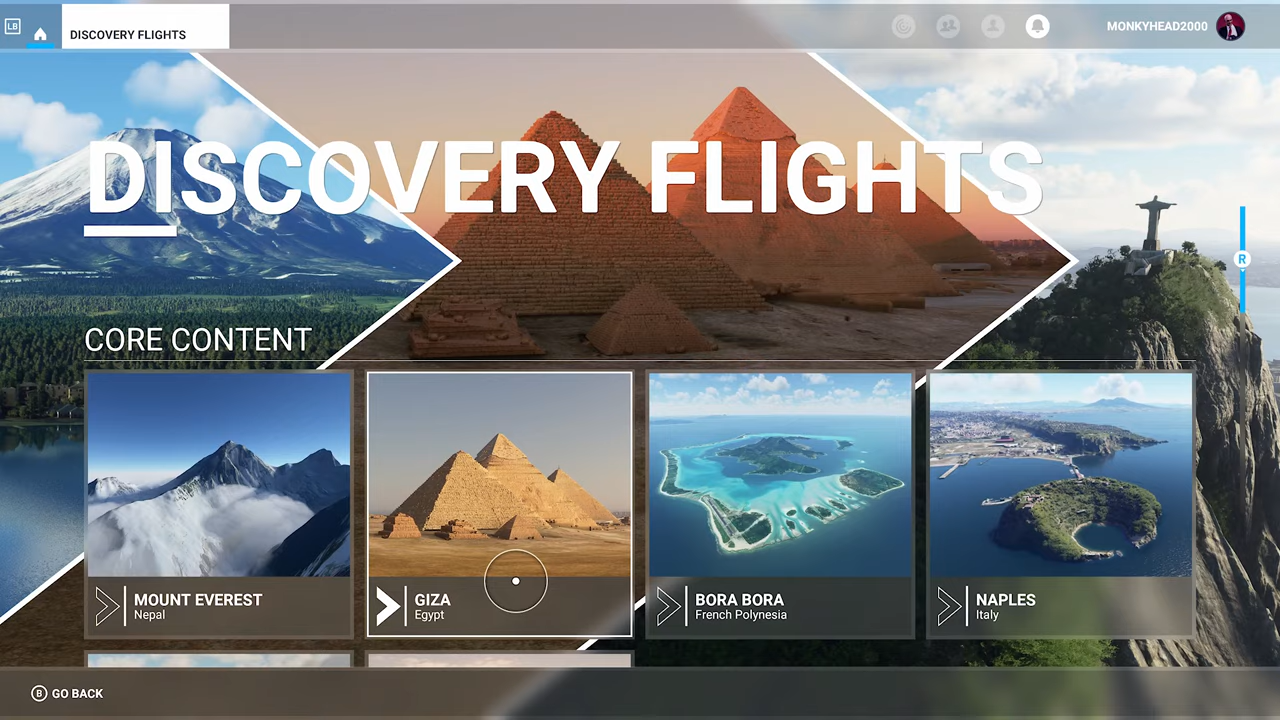 LB
DISCOVERY FLIGHTS
MONKYHEAD2000
DISCOVERY FLIGHTS
R
CORE CONTENT
MOUNT EVEREST
Nepal
GIZA
Egypt
BORA BORA
French Polynesia
NAPLES
Italy
B GO BACK